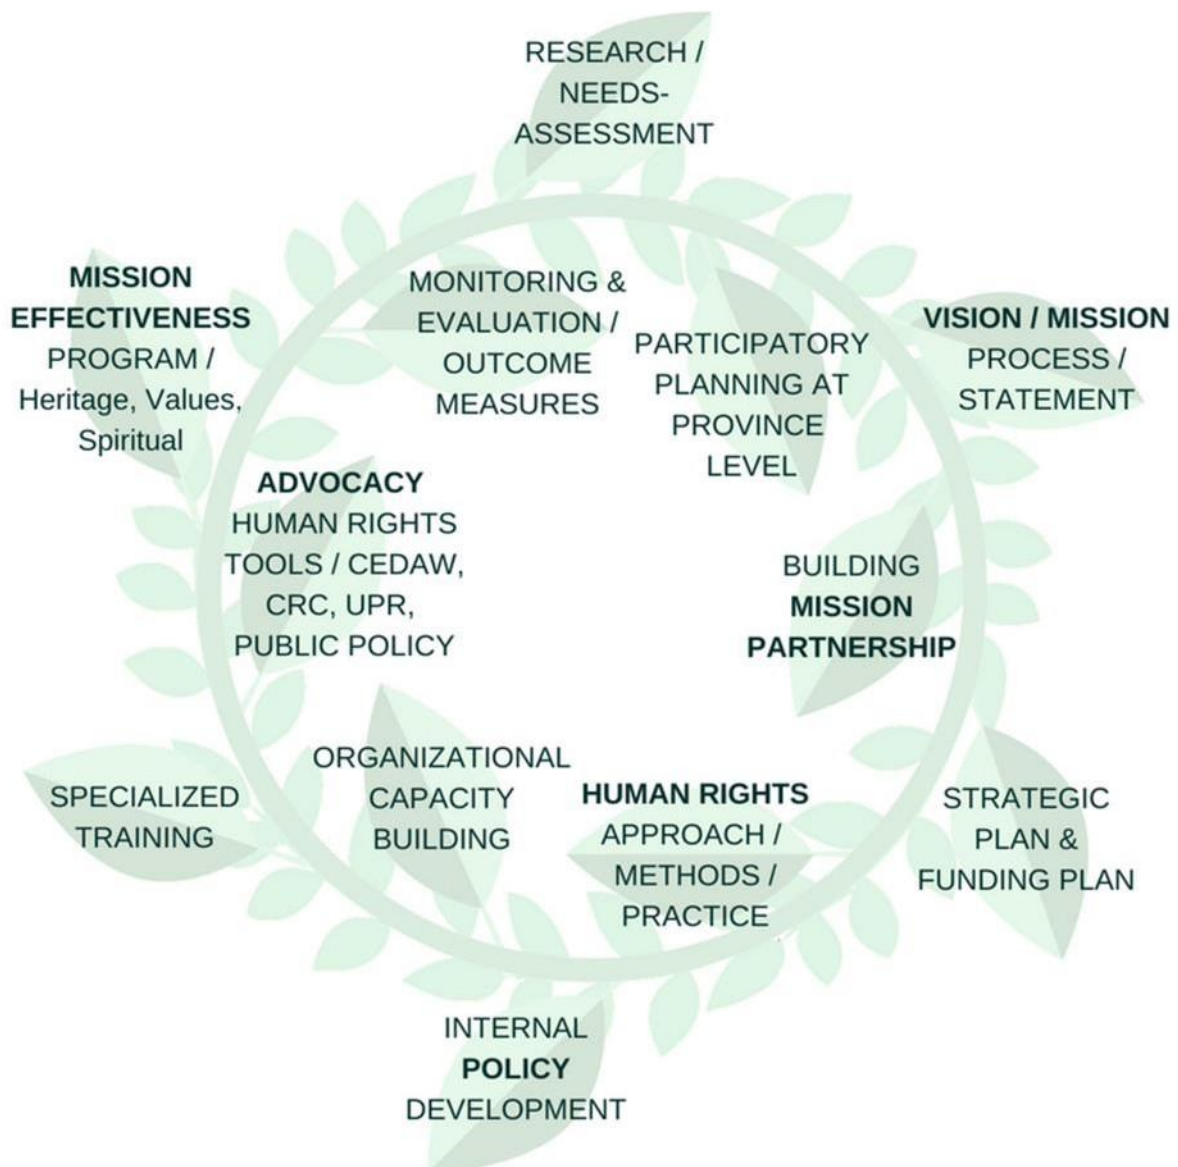 RESEARCH /
NEEDS-
ASSESSMENT
MISSION
EFFECTIVENESS
PROGRAM /
Heritage, Values,
Spiritual
MONITORING &
EVALUATION /
OUTCOME
MEASURES
PARTICIPATORY
PLANNING AT
PROVINCE
LEVEL
VISION / MISSION
PROCESS /
STATEMENT
ADVOCACY
HUMAN RIGHTS
TOOLS / CEDAW,
CRC, UPR,
PUBLIC POLICY
BUILDING
MISSION
PARTNERSHIP
SPECIALIZED
TRAINING
ORGANIZATIONAL
CAPACITY
BUILDING
HUMAN RIGHTS
APPROACH /
METHODS /
PRACTICE
STRATEGIC
PLAN &
FUNDING PLAN
INTERNAL
POLICY
DEVELOPMENT